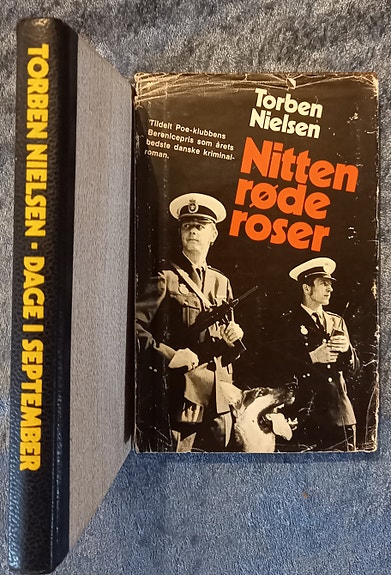 TORBEN NIELSEN · DAGE I SEPTEMBER
Torben
Nielsen
Tildelt Poe-klubbens
Berenicepris som årets
bedste danske kriminal-
roman.
Nitten
røde
roser